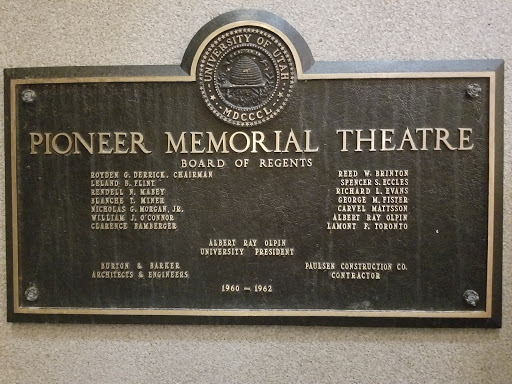 UNIVERSITY OF UTAH
MDCCCL
PIONEER MEMORIAL THEATRE
BOARD OF REGENTS
ROYDEN G. DERRICK, CHAIRMAN
LELAND B. FLINT
RENDELL N. MABEY
BLANCHE T. MINER
NICHOLAS G. MORGAN, JR.
WILLIAM J. O'CONNOR
CLARENCE BAMBERGER
REED W. BRINTON
SPENCER S. ECCLES
RICHARD L. EVANS
GEORGE M. FISTER
CARVEL MATTSSON
ALBERT RAY OLPIN
LAMONT F. TORONTO
ALBERT RAY OLPIN
UNIVERSITY PRESIDENT
BURTON & BARKER
ARCHITECTS & ENGINEERS
PAULSEN CONSTRUCTION CO.
CONTRACTOR
1960 — 1962